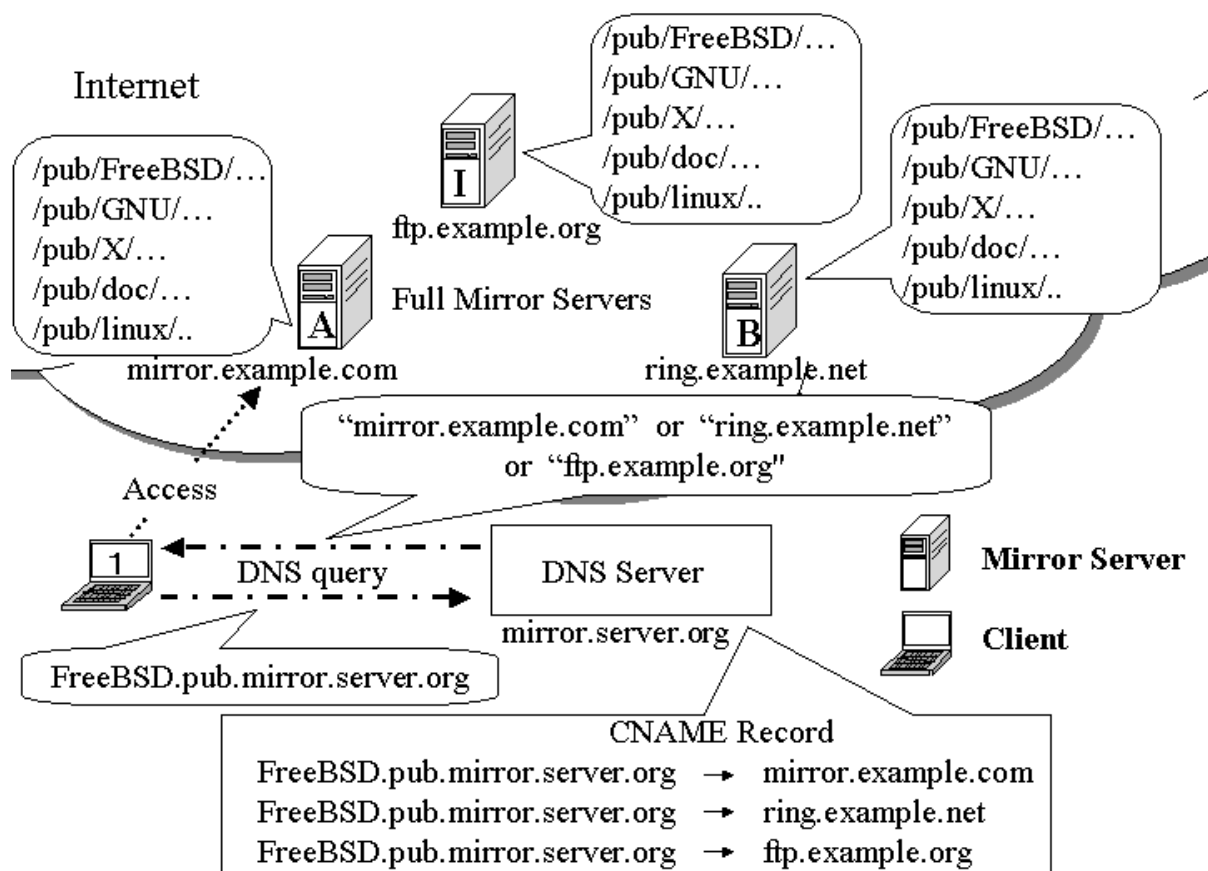 Internet
/pub/FreeBSD/…
/pub/GNU/…
/pub/X/…
/pub/doc/…
/pub/linux/..
I
ftp.example.org
/pub/FreeBSD/…
/pub/GNU/…
/pub/X/…
/pub/doc/…
/pub/linux/..
/pub/FreeBSD/…
/pub/GNU/…
/pub/X/…
/pub/doc/…
/pub/linux/..
A
mirror.example.com
Full Mirror Servers
B
ring.example.net
“mirror.example.com” or “ring.example.net”
or “ftp.example.org"
Access
1
DNS query
DNS Server
mirror.server.org
Mirror Server
Client
FreeBSD.pub.mirror.server.org
CNAME Record
FreeBSD.pub.mirror.server.org → mirror.example.com
FreeBSD.pub.mirror.server.org → ring.example.net
FreeBSD.pub.mirror.server.org → ftp.example.org